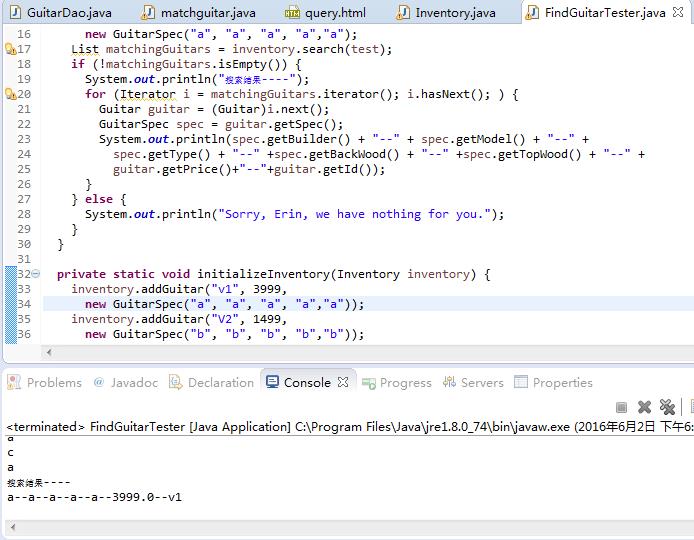 GuitarDao.java matchguitar.java query.html Inventory.java FindGuitarTester.java
16 new GuitarSpec("a", "a", "a", "a","a");
17 List matchingGuitars = inventory.search(test);
18 if (!matchingGuitars.isEmpty()) {
19 System.out.println("搜索结果----");
20 for (Iterator i = matchingGuitars.iterator(); i.hasNext(); ) {
21 Guitar guitar = (Guitar)i.next();
22 GuitarSpec spec = guitar.getSpec();
23 System.out.println(spec.getBuilder() + "--" + spec.getModel() + "--" +
24 spec.getType() + "--" +spec.getBackWood() + "--" +spec.getTopWood() + "--" +
25 guitar.getPrice()+"--"+guitar.getId());
26 }
27 } else {
28 System.out.println("Sorry, Erin, we have nothing for you.");
29 }
30 }
31
32 private static void initializeInventory(Inventory inventory) {
33 inventory.addGuitar("v1", 3999,
34 new GuitarSpec("a", "a", "a", "a","a"));
35 inventory.addGuitar("V2", 1499,
36 new GuitarSpec("b", "b", "b", "b","b"));
Problems @ Javadoc Declaration Console Progress Servers Properties
<terminated> FindGuitarTester [Java Application] C:\Program Files\Java\jre1.8.0_74\bin\javaw.exe (2016年6月2日 下午6:
a
c
a
搜索结果----
a--a--a--a--a--3999.0--v1